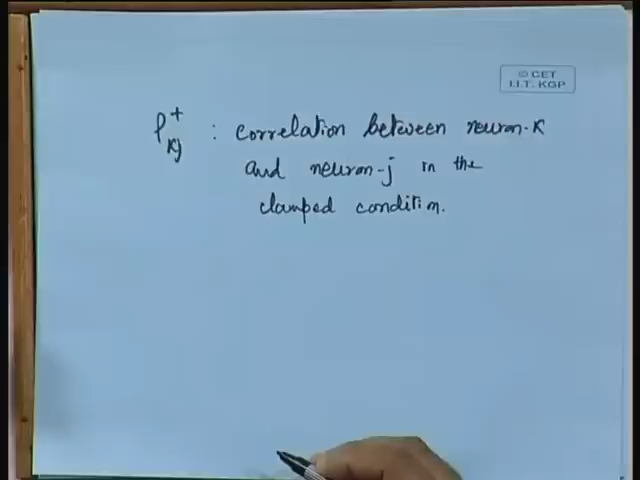 © CET
I.I.T. KGP
ρ⁺kj : correlation between neuron-k
and neuron-j in the
clamped condition.